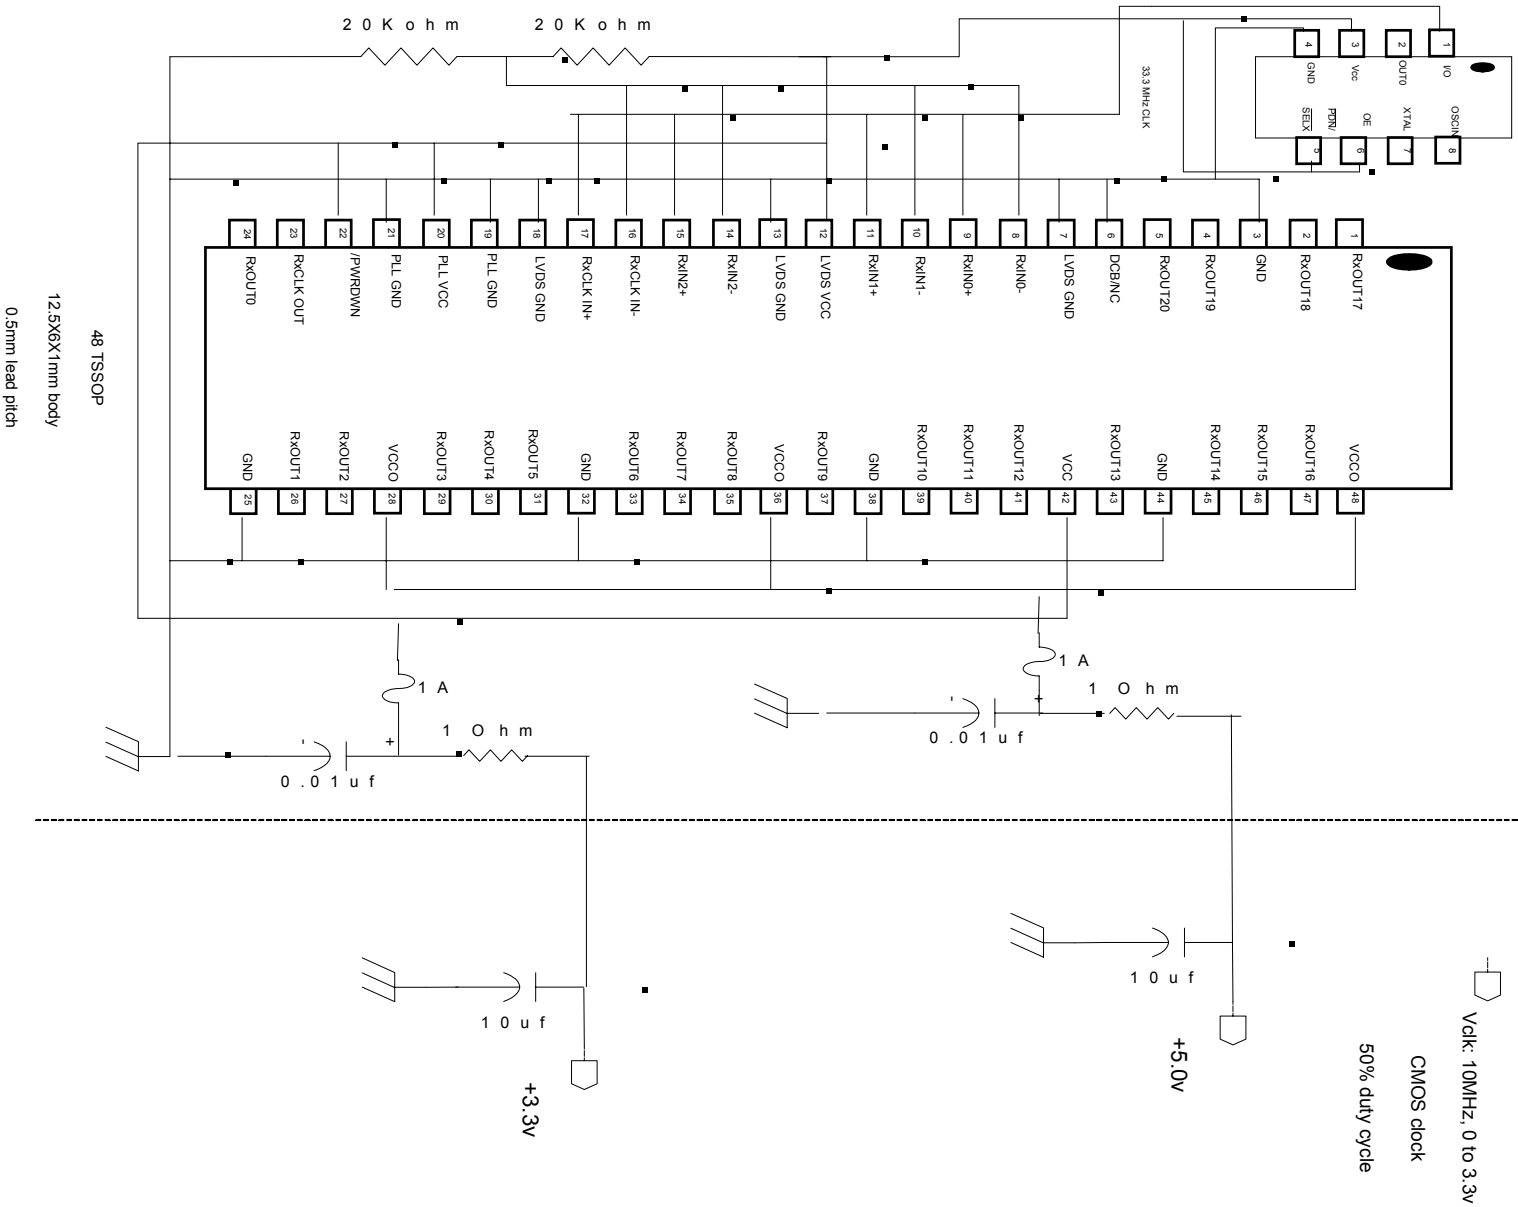 20Kohm
20Kohm
33.3 MHz CLK
4
3
2
1
GND
Vcc
OUT0
I/O
SELX
PDN/
OE
XTAL
OSCIN
5
6
7
8
24
23
22
21
20
19
18
17
16
15
14
13
12
11
10
9
8
7
6
5
4
3
2
1
RxOUT0
RxCLK OUT
/PWRDWN
PLL GND
PLL VCC
PLL GND
LVDS GND
RxCLK IN+
RxCLK IN-
RxIN2+
RxIN2-
LVDS GND
LVDS VCC
RxIN1+
RxIN1-
RxIN0+
RxIN0-
LVDS GND
DCB/NC
RxOUT20
RxOUT19
GND
RxOUT18
RxOUT17
48 TSSOP
12.5X6X1mm body
0.5mm lead pitch
GND
RxOUT1
RxOUT2
VCCO
RxOUT3
RxOUT4
RxOUT5
GND
RxOUT6
RxOUT7
RxOUT8
VCCO
RxOUT9
GND
RxOUT10
RxOUT11
RxOUT12
VCC
RxOUT13
GND
RxOUT14
RxOUT15
RxOUT16
VCCO
25
26
27
28
29
30
31
32
33
34
35
36
37
38
39
40
41
42
43
44
45
46
47
48
1 A
1 Ohm
- +
0.01uf
1 A
1 Ohm
- +
0.01uf
10uf
+3.3v
10uf
+5.0v
Vclk: 10MHz, 0 to 3.3v
CMOS clock
50% duty cycle